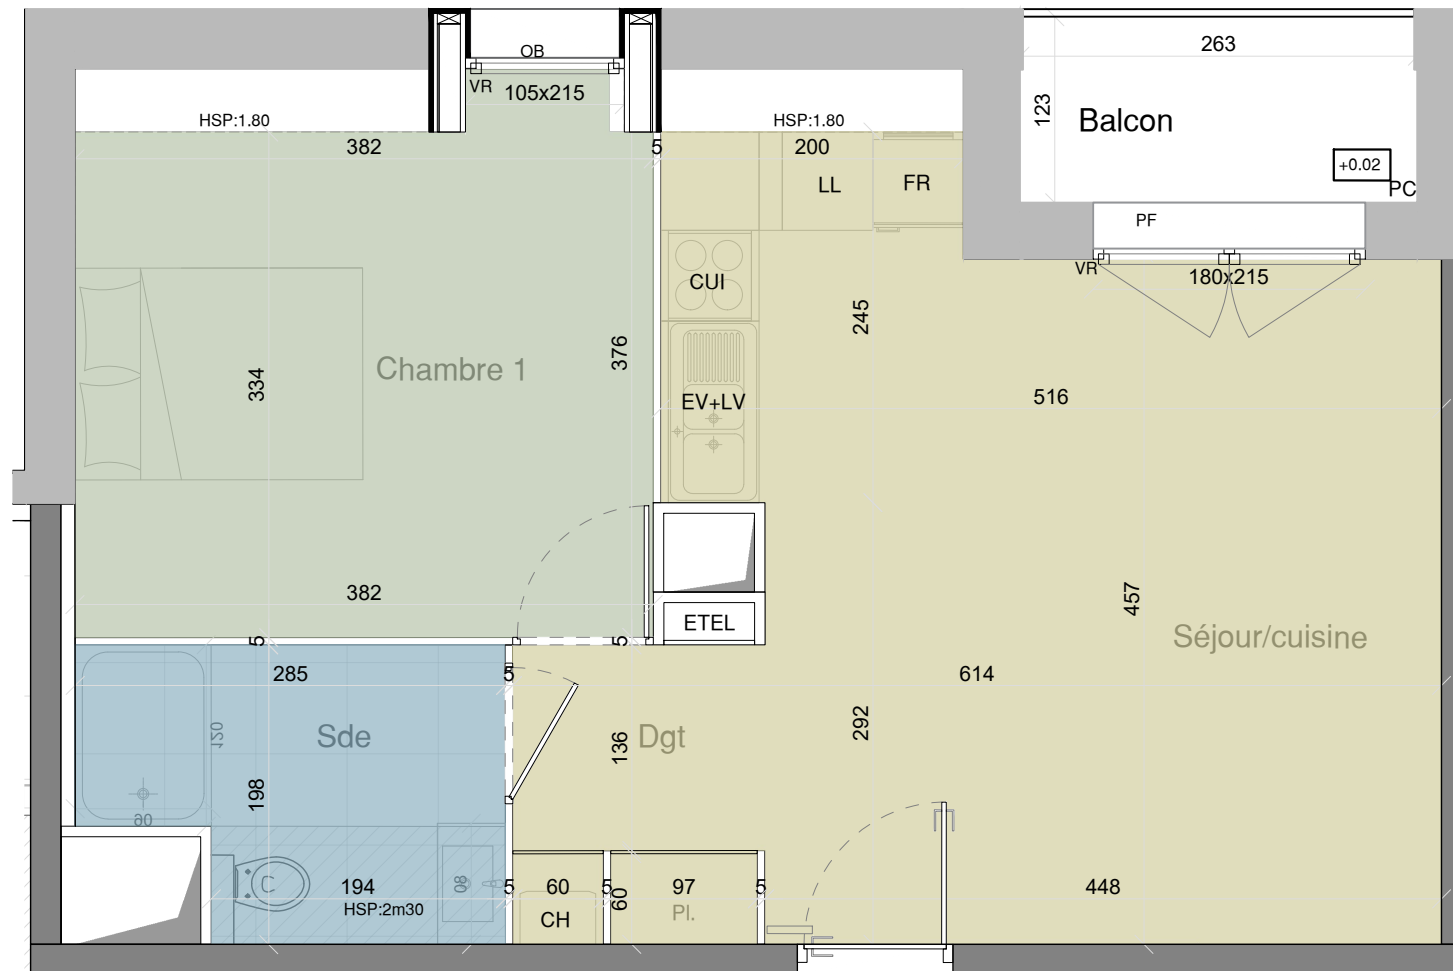 OB
263
VR
105x215
123
Balcon
HSP:1.80
HSP:1.80
382
5
200
+0.02
LL
FR
PC
PF
VR
180x215
CUI
245
376
334
Chambre 1
516
EV+LV
382
457
ETEL
5
5
Séjour/cuisine
285
5
614
120
Sde
292
136
Dgt
198
90
194
80
5
60
5
60
97
5
448
HSP:2m30
CH
Pl.